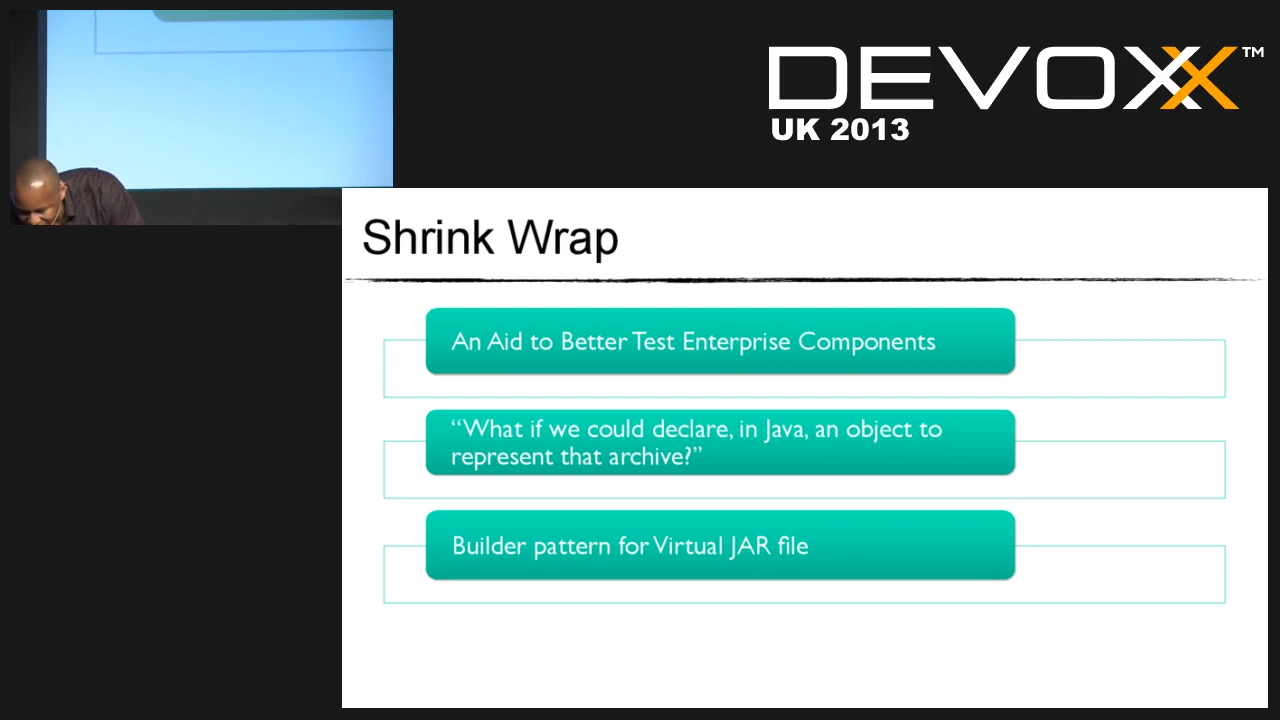 DEVOXX™
UK 2013
Shrink Wrap
An Aid to Better Test Enterprise Components
“What if we could declare, in Java, an object to
represent that archive?”
Builder pattern for Virtual JAR file